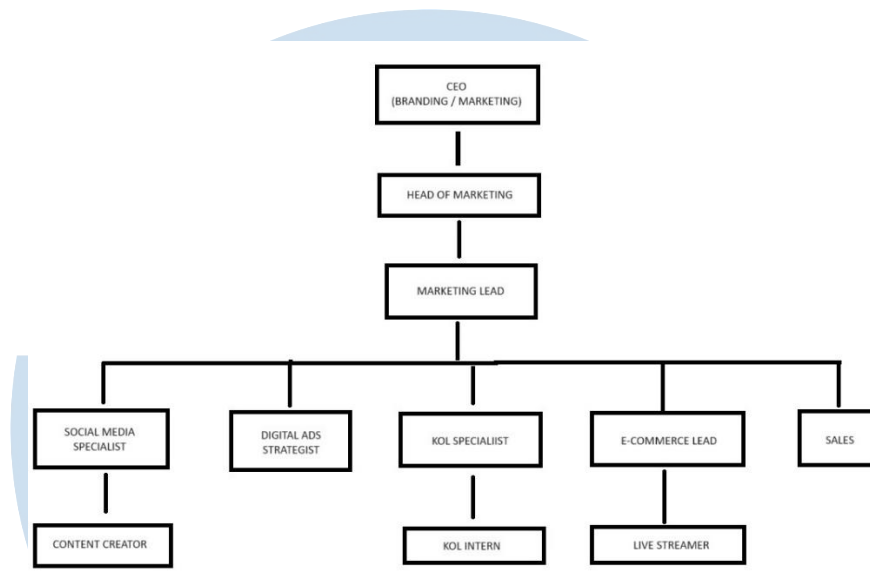 CEO
(BRANDING / MARKETING)
HEAD OF MARKETING
MARKETING LEAD
SOCIAL MEDIA
SPECIALIST
DIGITAL ADS
STRATEGIST
KOL SPECIALIIST
E-COMMERCE LEAD
SALES
CONTENT CREATOR
KOL INTERN
LIVE STREAMER